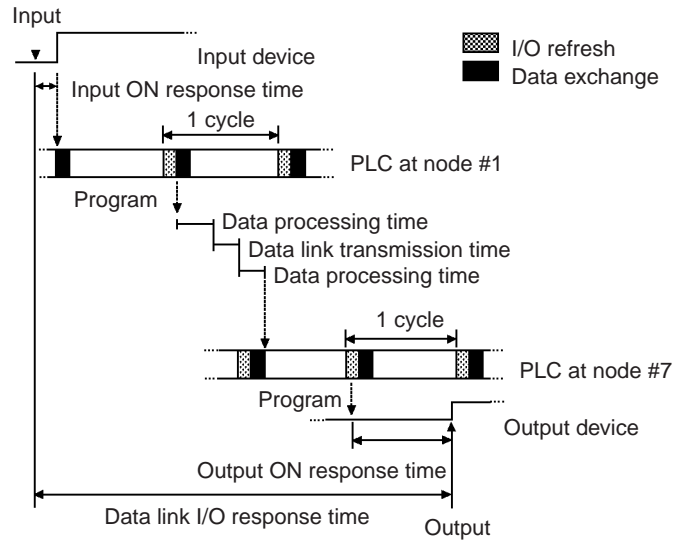 Input
Input device
I/O refresh
Data exchange
Input ON response time
1 cycle
PLC at node #1
Program
Data processing time
Data link transmission time
Data processing time
1 cycle
PLC at node #7
Program
Output device
Output ON response time
Data link I/O response time
Output